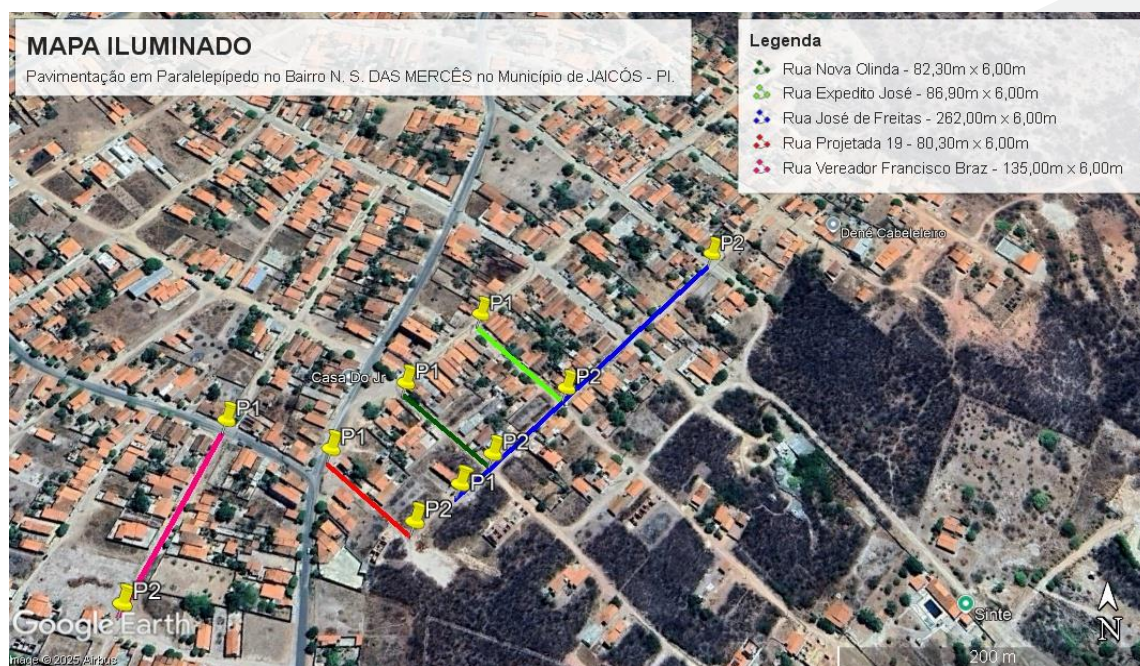 MAPA ILUMINADO
Pavimentação em Paralelepípedo no Bairro N. S. DAS MERCÊS no Município de JAICÓS - PI.
Legenda
Rua Nova Olinda - 82,30m x 6,00m
Rua Expedito José - 86,90m x 6,00m
Rua José de Freitas - 262,00m x 6,00m
Rua Projetada 19 - 80,30m x 6,00m
Rua Vereador Francisco Braz - 135,00m x 6,00m
Dené Cabeleleiro
P2
P1
Casa Do Jr
P1
P2
P1
P1
P2
P1
P2
P2
Sinte
Google Earth
N
Image © 2025 Airbus
200 m